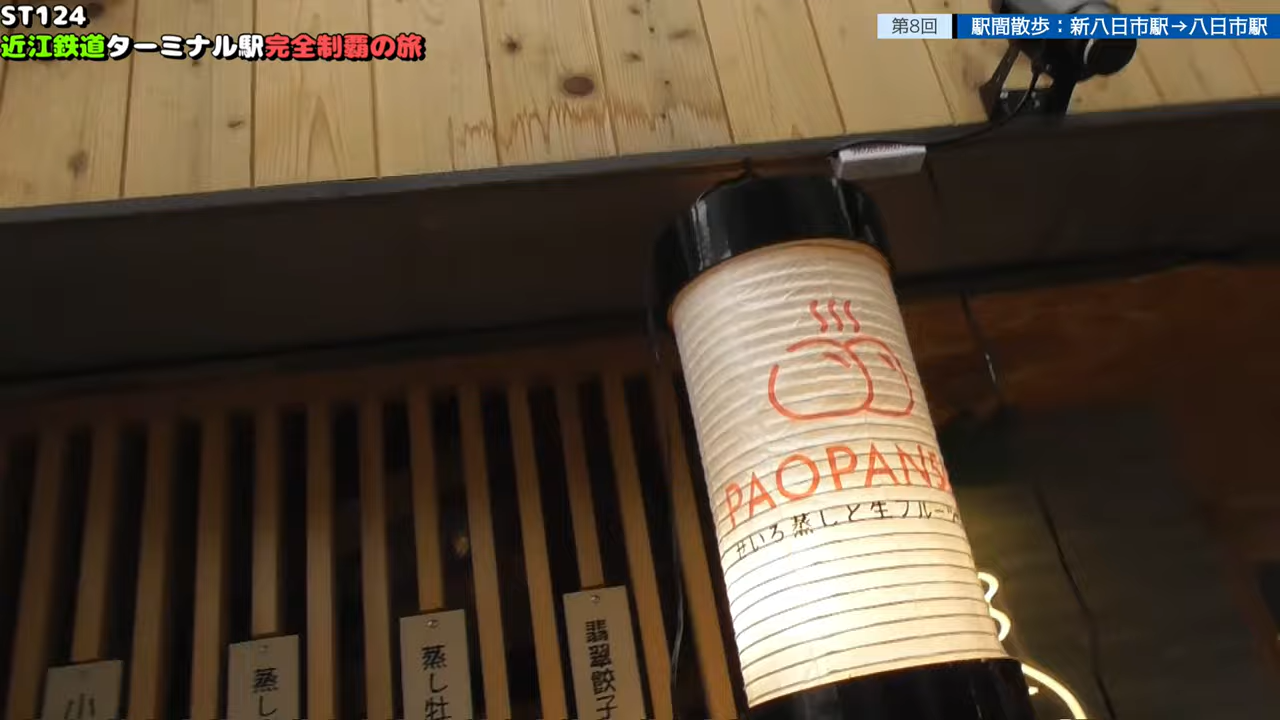 ST124
近江鉄道ターミナル駅完全制覇の旅
第8回
駅間散歩：新八日市駅→八日市駅
PAOPAN
せいろ蒸しと生フルーツ
小
蒸し
蒸し牡
翡翠餃子